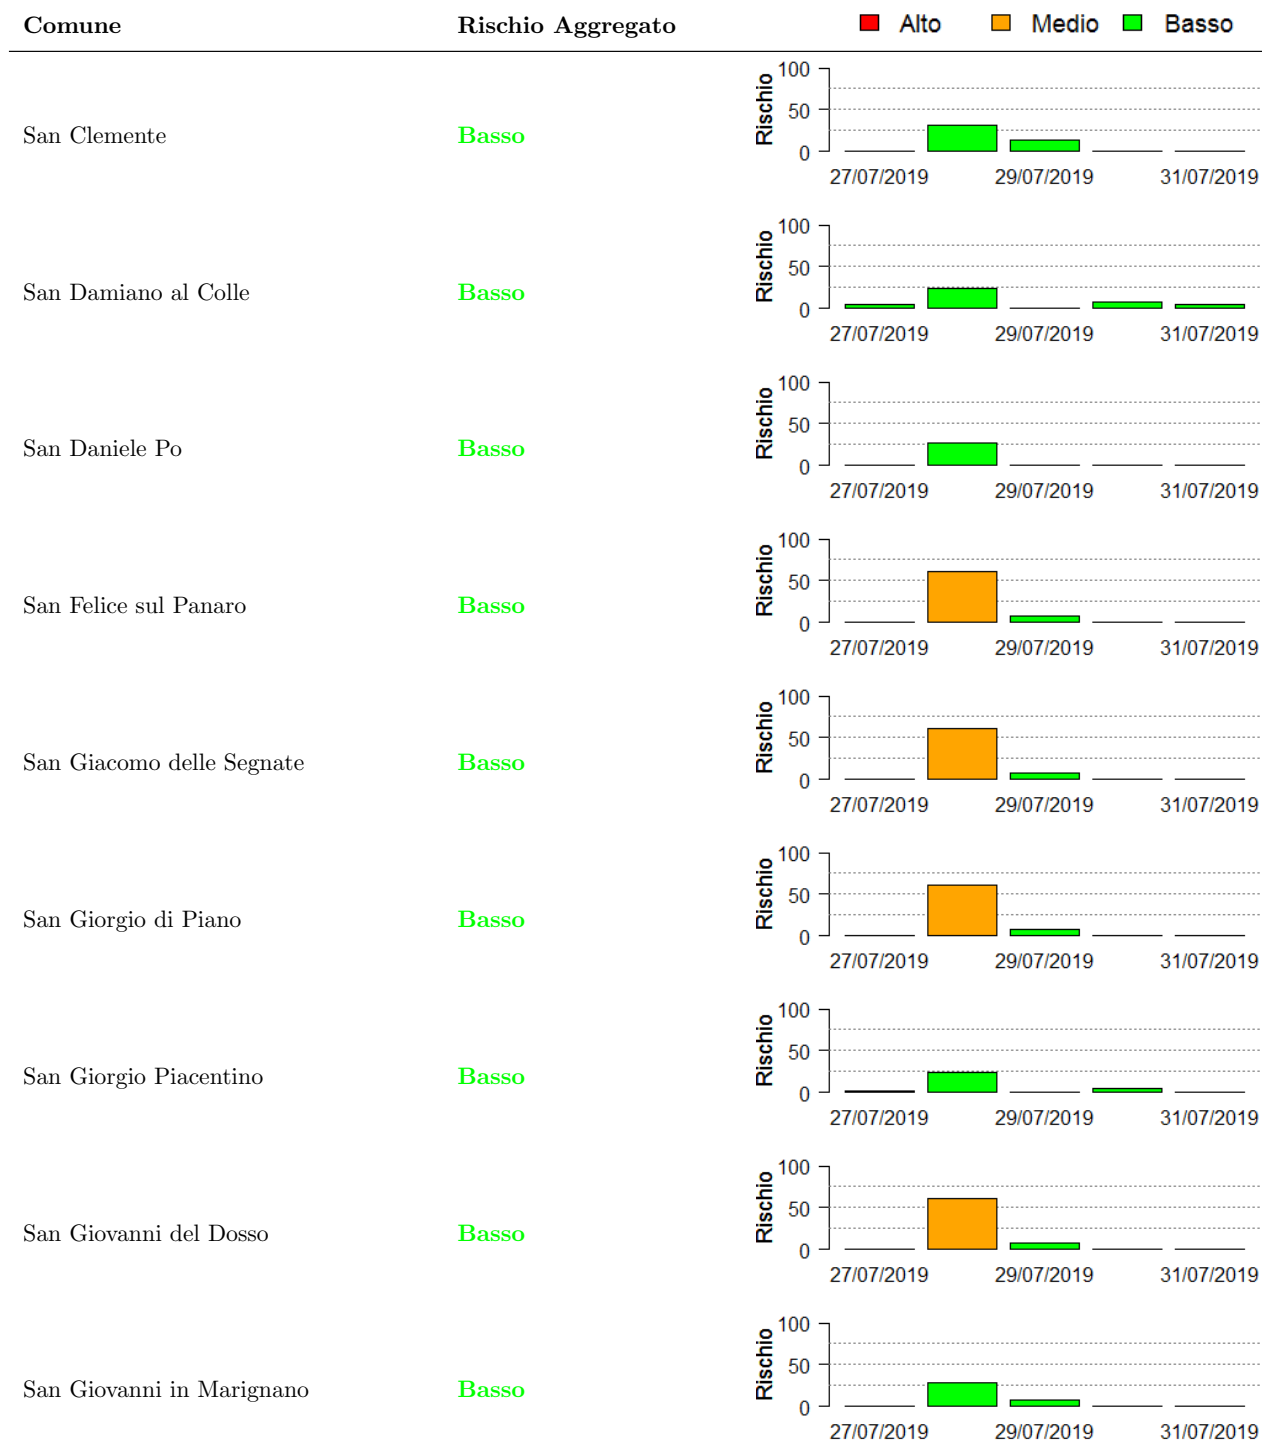 Comune Rischio Aggregato Alto Medio Basso
San Clemente Basso Rischio 100 50 0
27/07/2019 29/07/2019 31/07/2019
San Damiano al Colle Basso Rischio 100 50 0
27/07/2019 29/07/2019 31/07/2019
San Daniele Po Basso Rischio 100 50 0
27/07/2019 29/07/2019 31/07/2019
San Felice sul Panaro Basso Rischio 100 50 0
27/07/2019 29/07/2019 31/07/2019
San Giacomo delle Segnate Basso Rischio 100 50 0
27/07/2019 29/07/2019 31/07/2019
San Giorgio di Piano Basso Rischio 100 50 0
27/07/2019 29/07/2019 31/07/2019
San Giorgio Piacentino Basso Rischio 100 50 0
27/07/2019 29/07/2019 31/07/2019
San Giovanni del Dosso Basso Rischio 100 50 0
27/07/2019 29/07/2019 31/07/2019
San Giovanni in Marignano Basso Rischio 100 50 0
27/07/2019 29/07/2019 31/07/2019